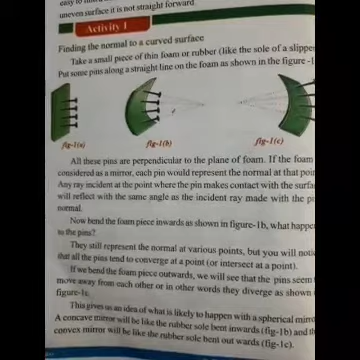 easy to
uneven surface it is not straight forward.
Activity 1
Finding the normal to a curved surface
Take a small piece of thin foam or rubber (like the sole of a slipper
Put some pins along a straight line on the foam as shown in the figure -1
fig-1(a)
fig-1(b)
fig-1(c)
All these pins are perpendicular to the plane of foam. If the foam
considered as a mirror, each pin would represent the normal at that poin
Any ray incident at the point where the pin makes contact with the surfa
will reflect with the same angle as the incident ray made with the pi
normal.
Now bend the foam piece inwards as shown in figure-1b, what happe
to the pins?
They still represent the normal at various points, but you will notic
that all the pins tend to converge at a point (or intersect at a point).
If we bend the foam piece outwards, we will see that the pins seem
move away from each other or in other words they diverge as shown
figure-1c.
This gives us an idea of what is likely to happen with a spherical mirro
A concave mirror will be like the rubber sole bent inwards (fig-1b) and th
convex mirror will be like the rubber sole bent out wards (fig-1c).